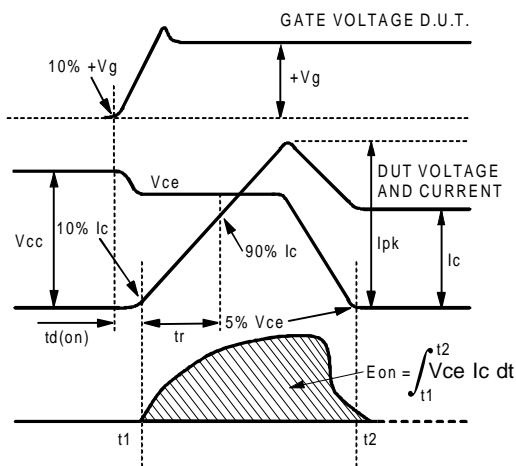 GATE VOLTAGE D.U.T.
10% +Vg
+Vg
Vce
DUT VOLTAGE
AND CURRENT
Vcc
10% Ic
90% Ic
Ipk
Ic
td(on)
tr
5% Vce
Eon = ∫ Vce Ic dt
t2
t1
t1
t2